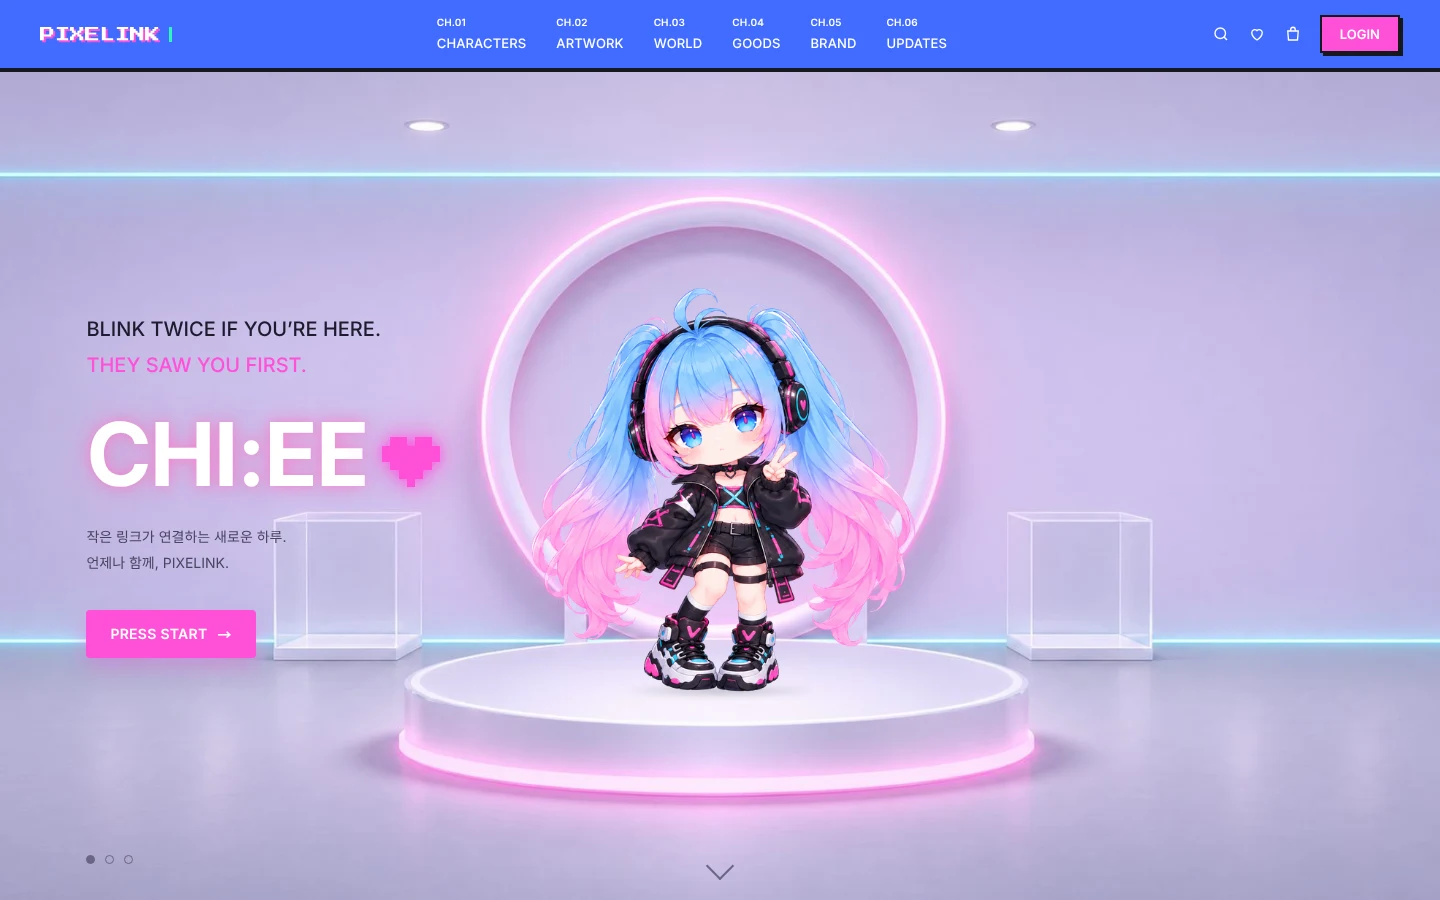 PIXELINK
CH.01 CH.02 CH.03 CH.04 CH.05 CH.06
CHARACTERS ARTWORK WORLD GOODS BRAND UPDATES
LOGIN
BLINK TWICE IF YOU’RE HERE.
THEY SAW YOU FIRST.
CHI:EE
작은 링크가 연결하는 새로운 하루.
언제나 함께, PIXELINK.
PRESS START →